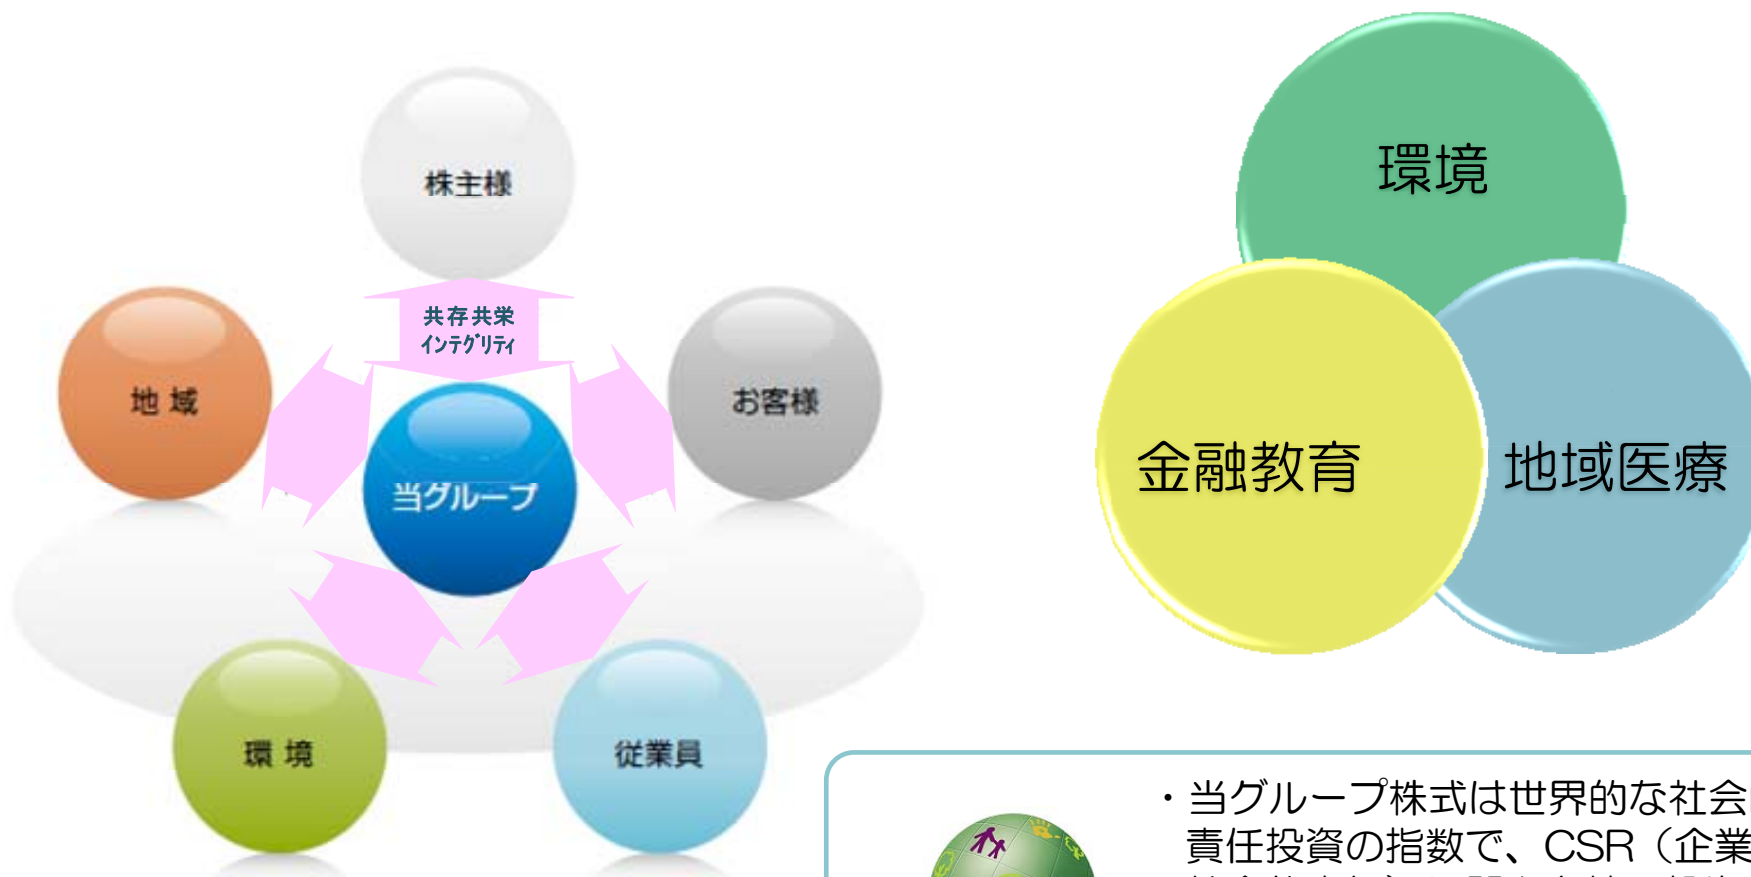 株主様
共存共栄
インテグリティ
地 域
お客様
当グループ
環 境
従業員
環境
金融教育
地域医療
・当グループ株式は世界的な社会
責任投資の指数で、CSR（企業